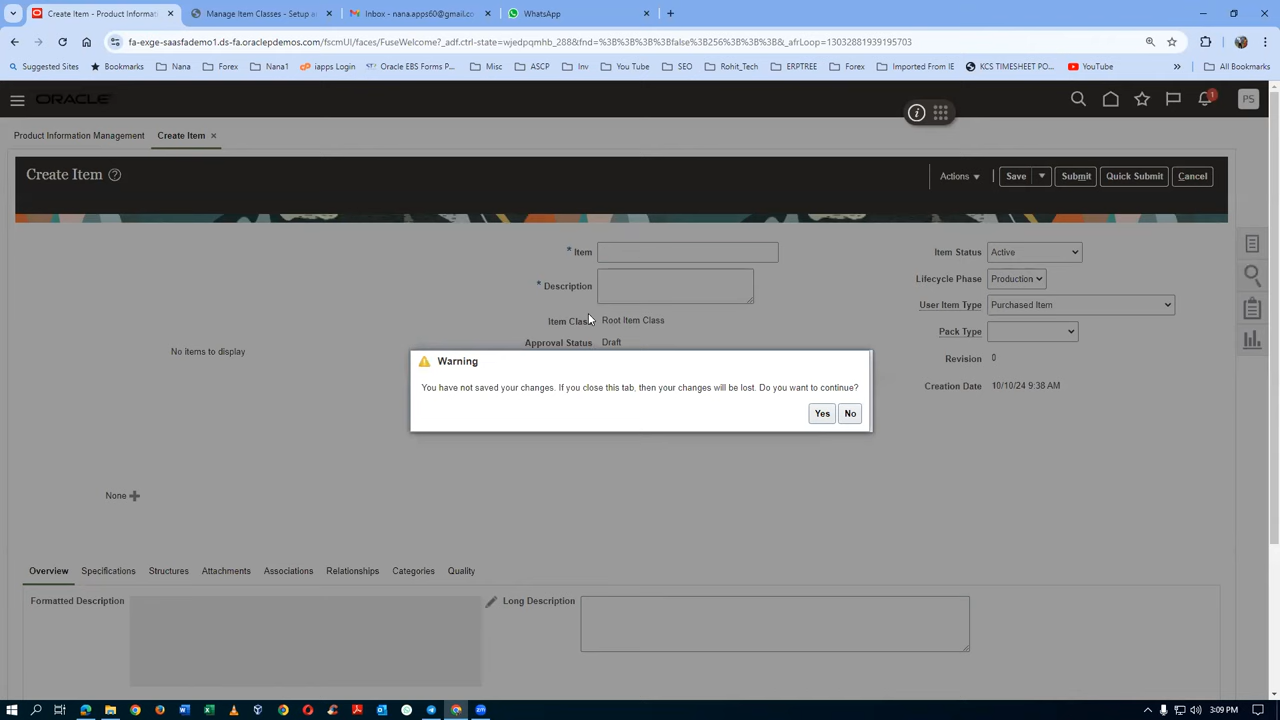 Create Item - Product Informati
Manage Item Classes - Setup a
Inbox - nana.apps60@gmail.co
WhatsApp
fa-exge-saasfademo1.ds-fa.oraclepdemos.com/fscmUI/faces/FuseWelcome?_adf.ctrl-state=wjedpqmhb_288&fnd=%3B%3B%3B%3Bfalse%3B256%3B%3B%3B&_afrLoop=13032881939195703
Suggested Sites
Bookmarks
Nana
Forex
Nana1
iapps Login
Oracle EBS Forms P...
Misc
ASCP
Inv
You Tube
SEO
Rohit_Tech
ERPTREE
Forex
Imported From IE
KCS TIMESHEET PO...
YouTube
All Bookmarks
ORACLE
1
PS
Product Information Management
Create Item
Create Item
Actions
Save
Submit
Quick Submit
Cancel
* Item
Item Status Active
* Description
Lifecycle Phase Production
User Item Type Purchased Item
Item Class Root Item Class
Pack Type
Approval Status Draft
No items to display
Revision 0
Warning
You have not saved your changes. If you close this tab, then your changes will be lost. Do you want to continue?
Yes No
Creation Date 10/10/24 9:38 AM
None
Overview Specifications Structures Attachments Associations Relationships Categories Quality
Formatted Description
Long Description
3:09 PM